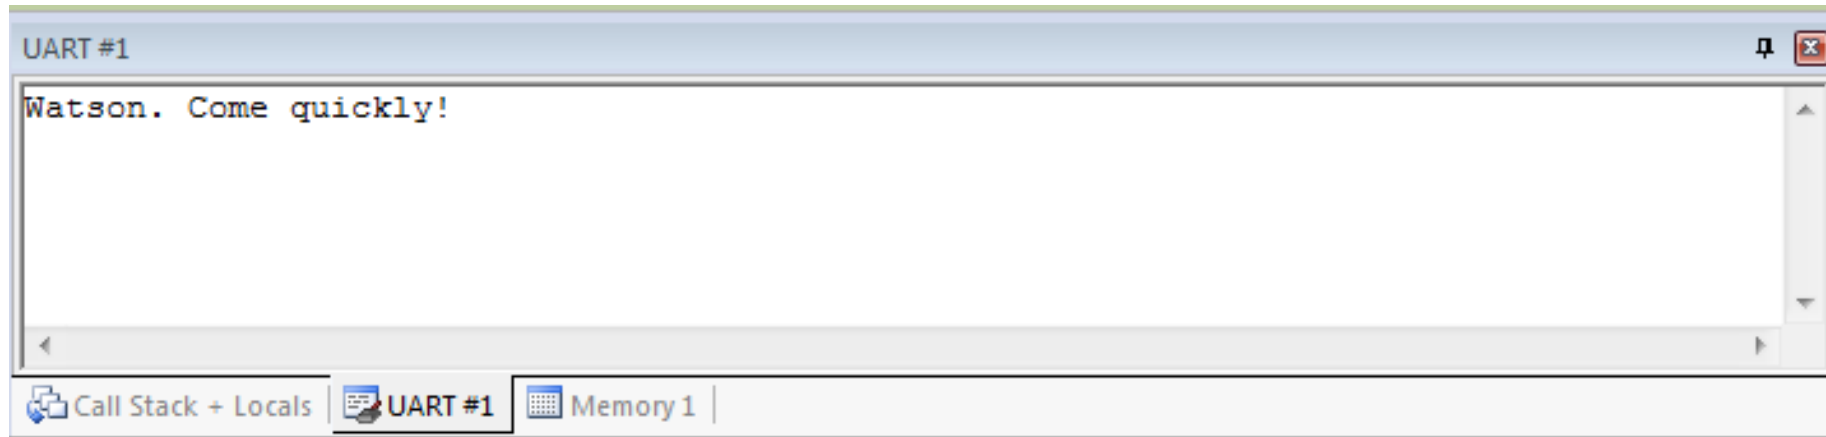 UART #1
Watson. Come quickly!
Call Stack + Locals
UART #1
Memory 1